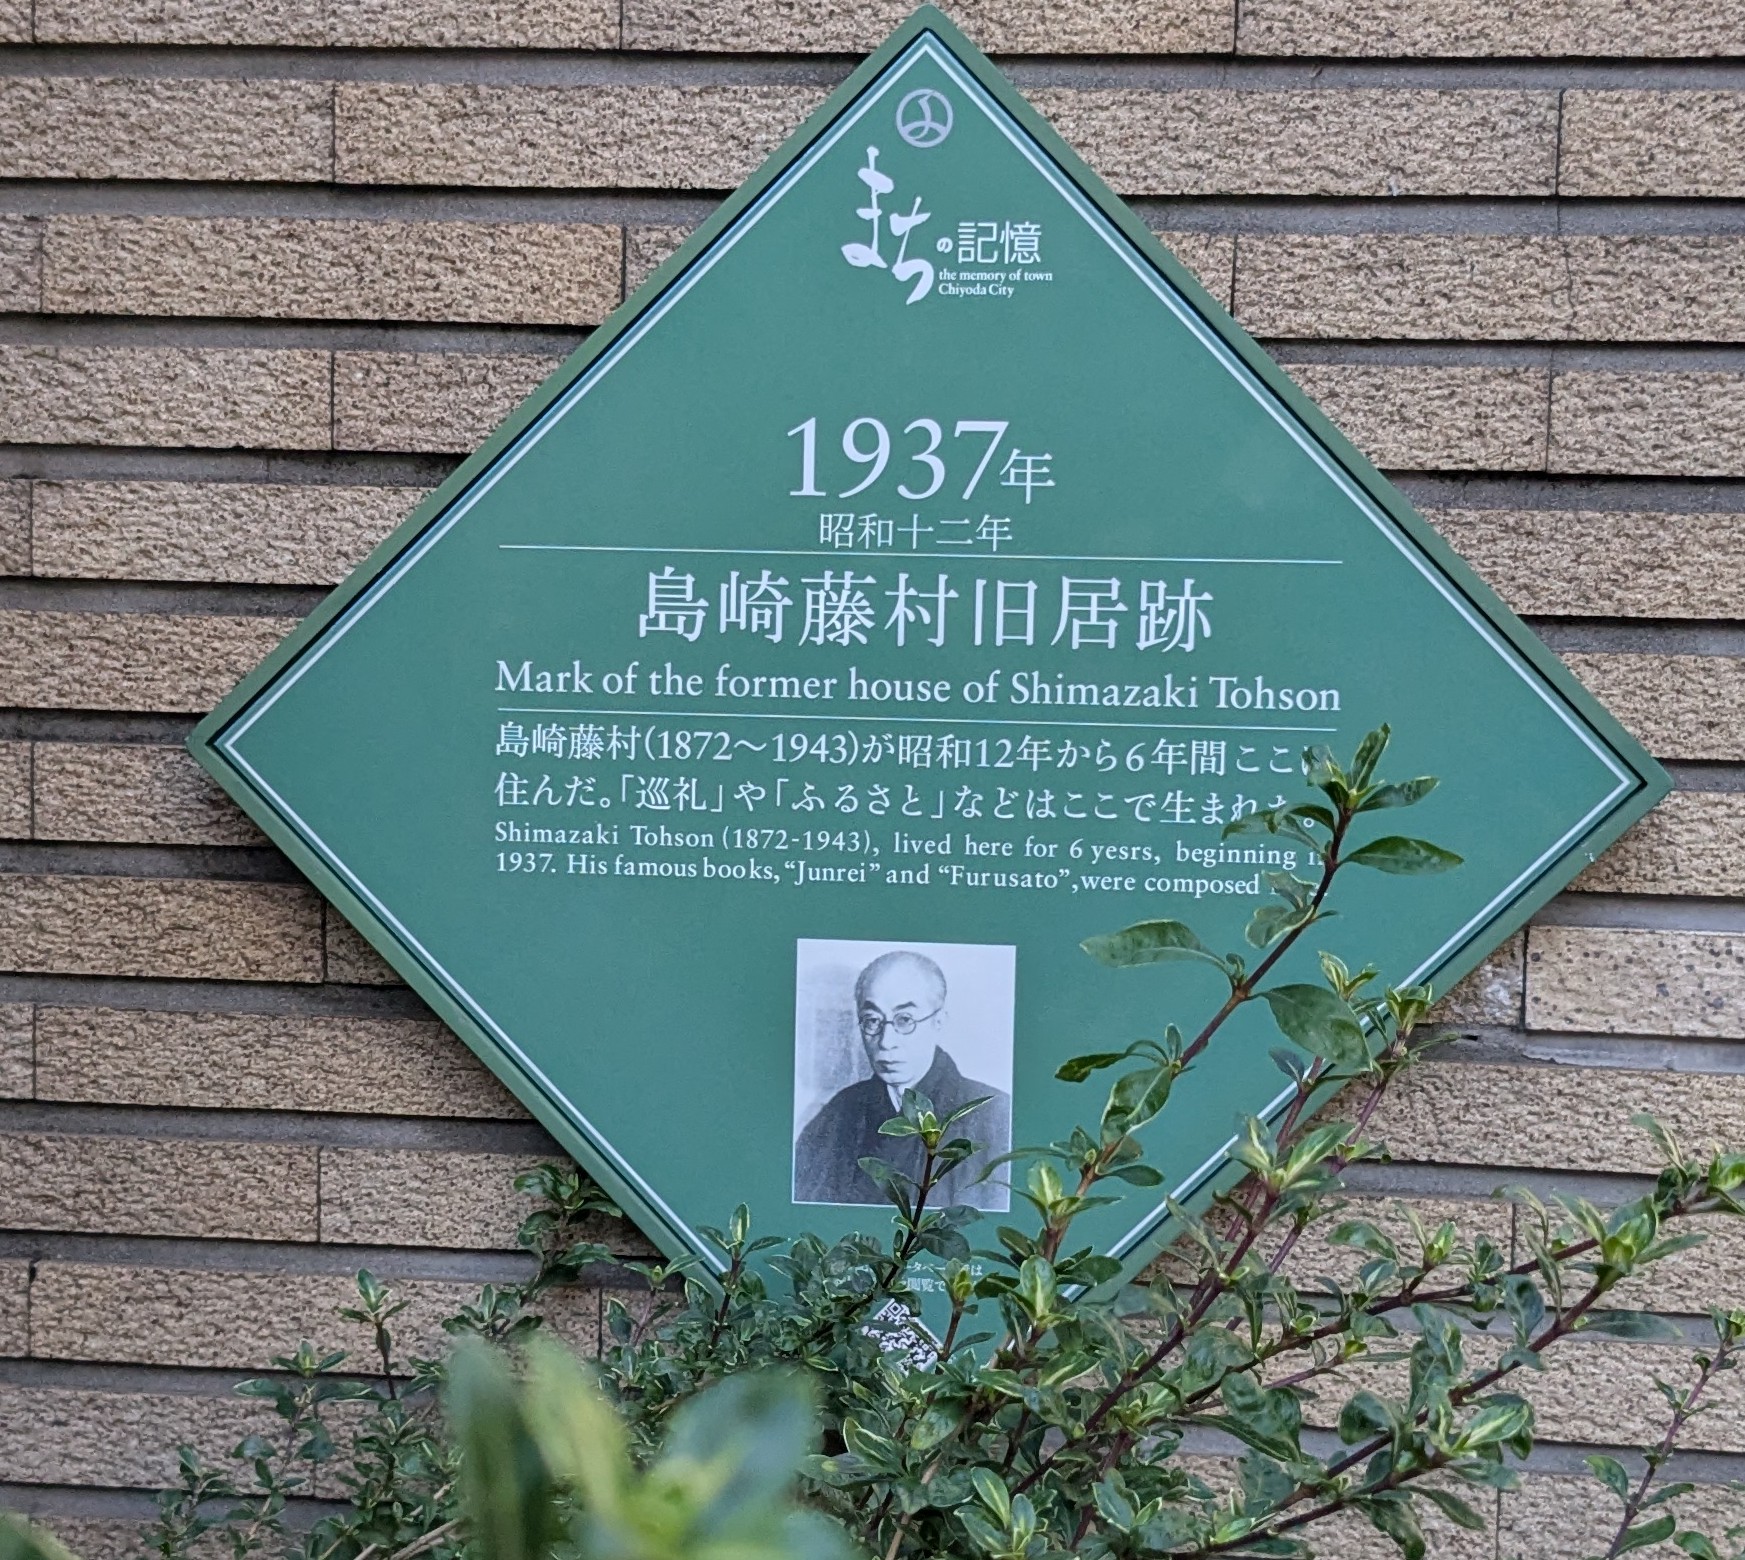 まちの記憶
the memory of town
Chiyoda City
1937年
昭和十二年
島崎藤村旧居跡
Mark of the former house of Shimazaki Tohson
島崎藤村(1872～1943)が昭和12年から6年間ここ
住んだ。「巡礼」や「ふるさと」などはここで生まれた。
Shimazaki Tohson (1872-1943), lived here for 6 yesrs, beginning
1937. His famous books, “Junrei” and “Furusato”, were composed